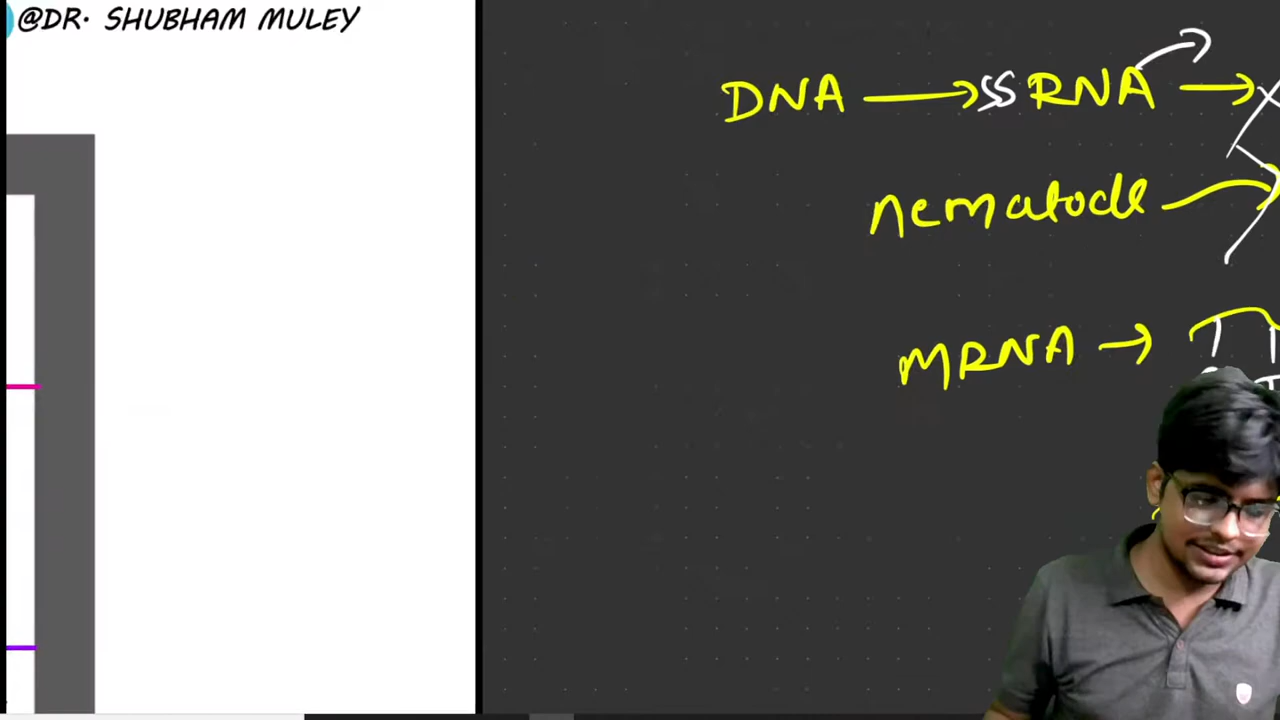 @DR. SHUBHAM MULEY
DNA → ssRNA →
nematode
MRNA →